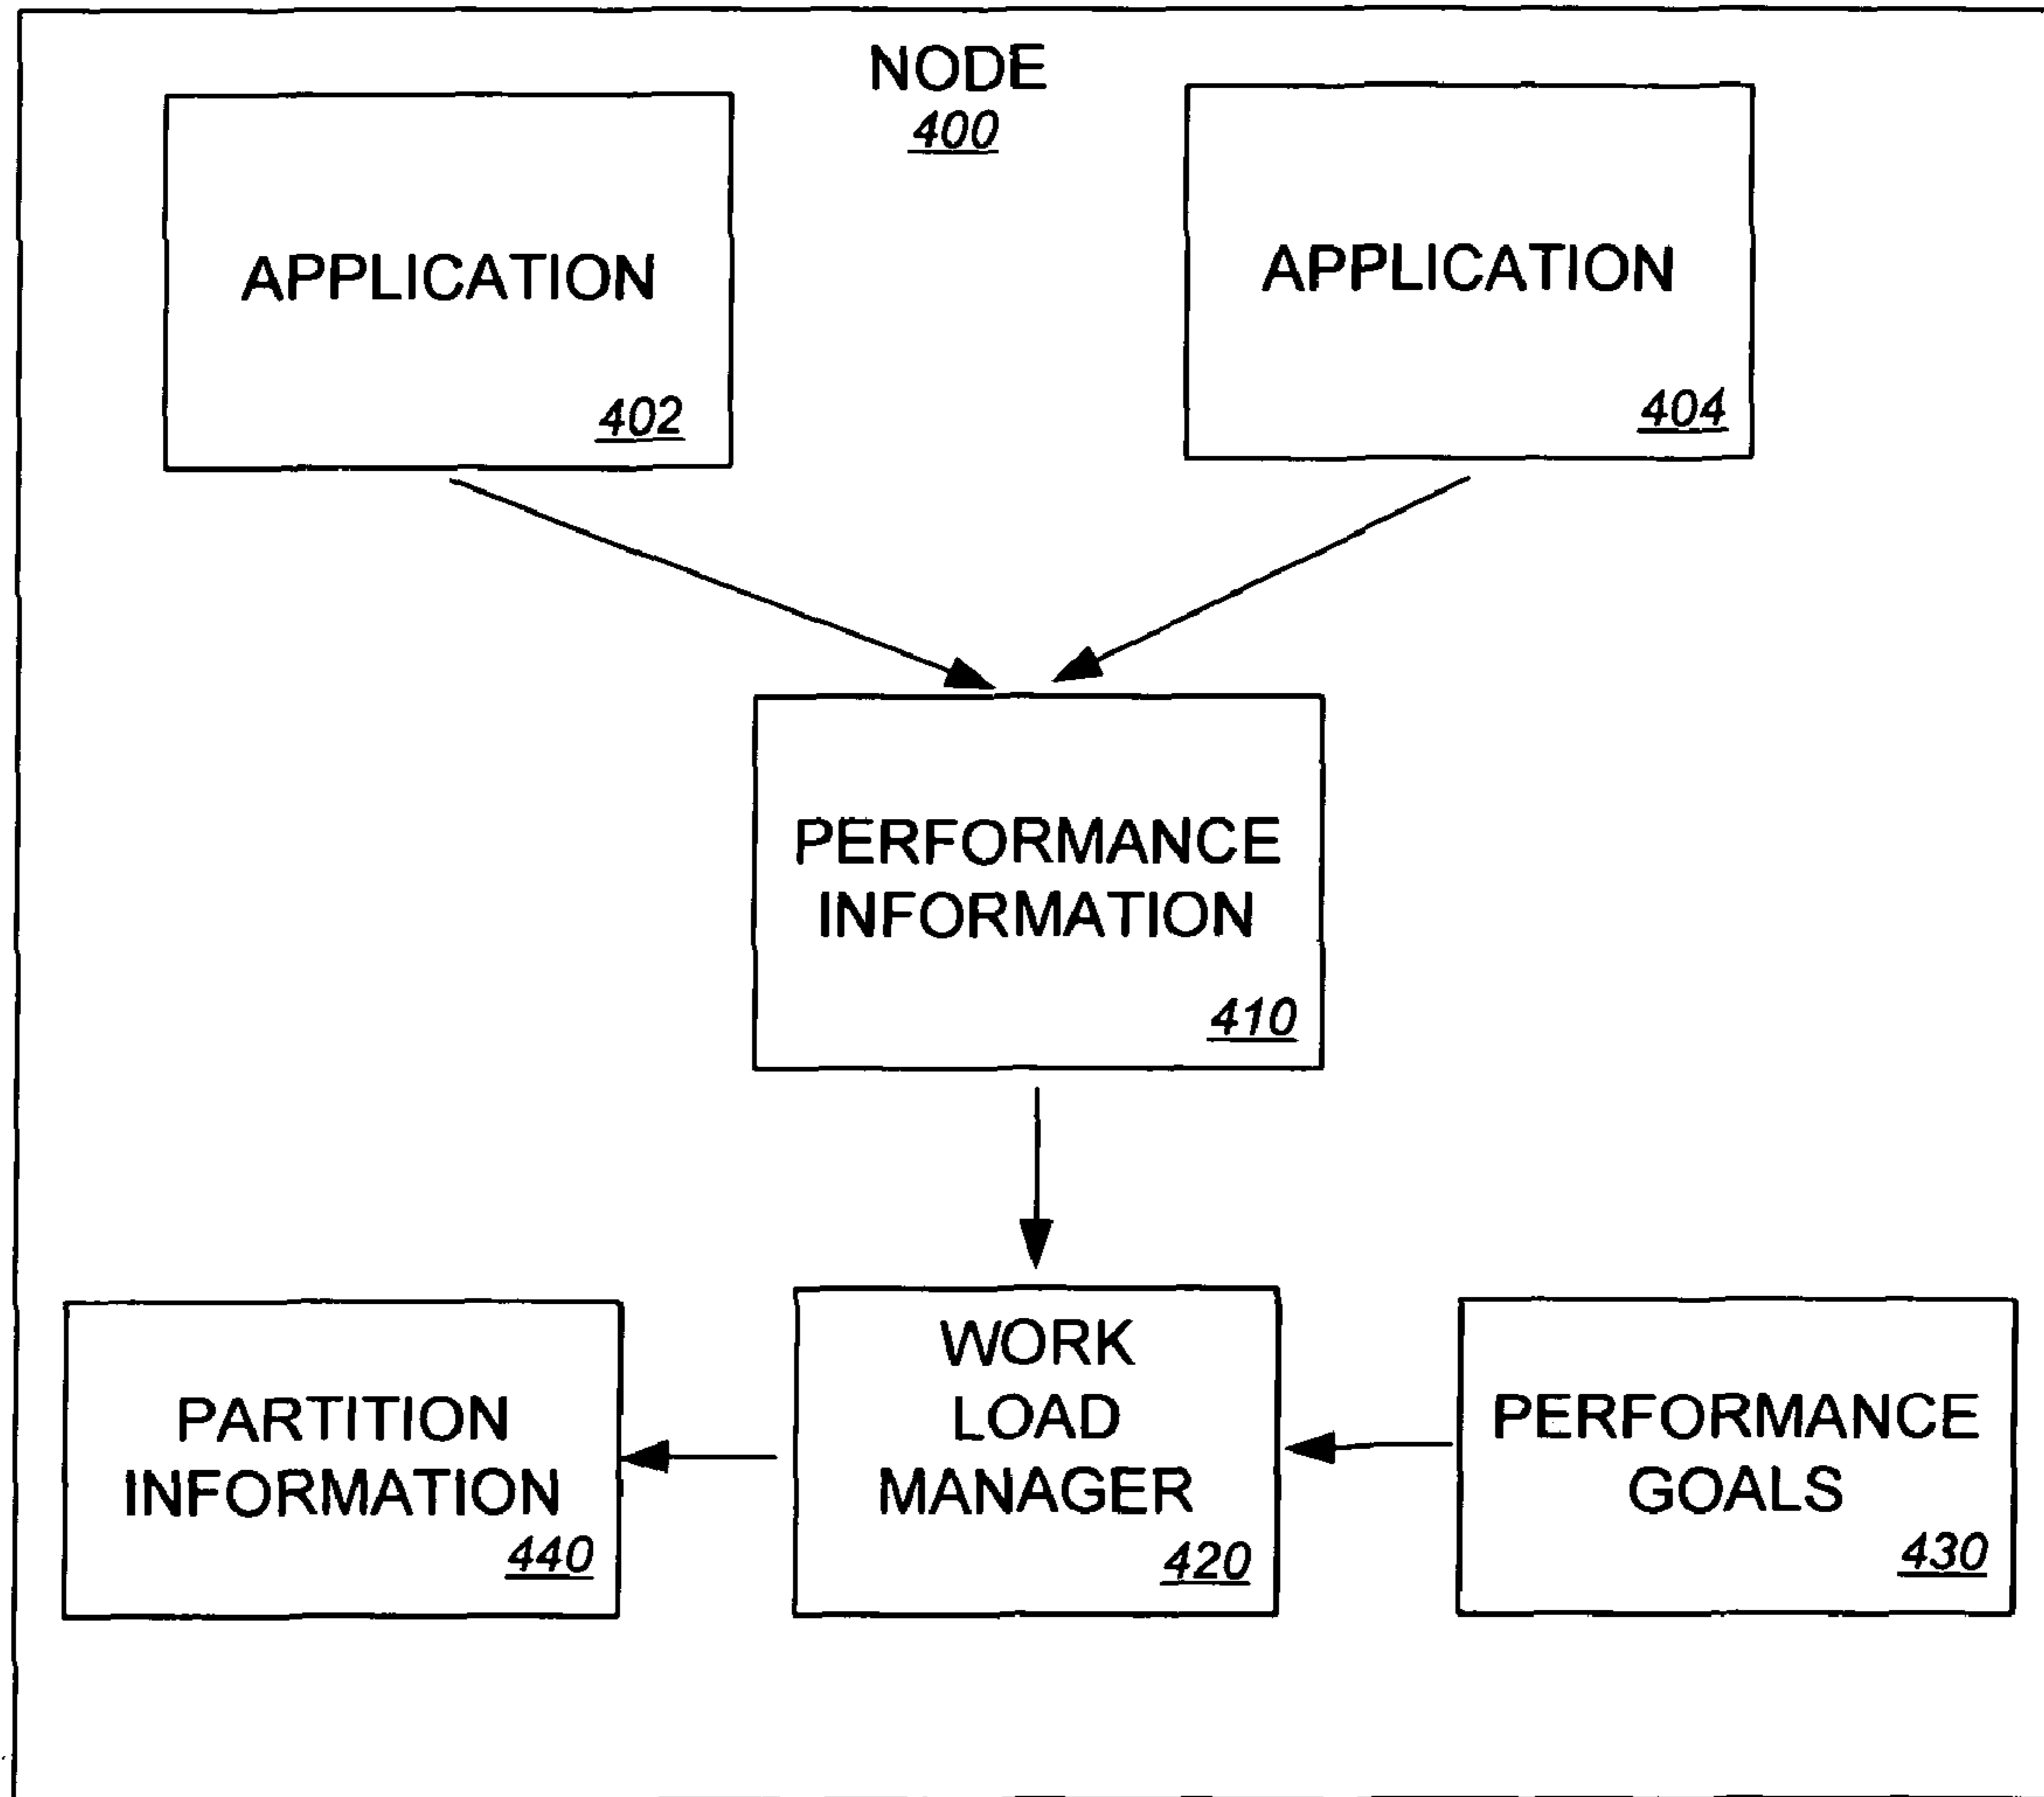 NODE
400
APPLICATION
402
APPLICATION
404
PERFORMANCE
INFORMATION
410
PARTITION
INFORMATION
440
WORK
LOAD
MANAGER
420
PERFORMANCE
GOALS
430